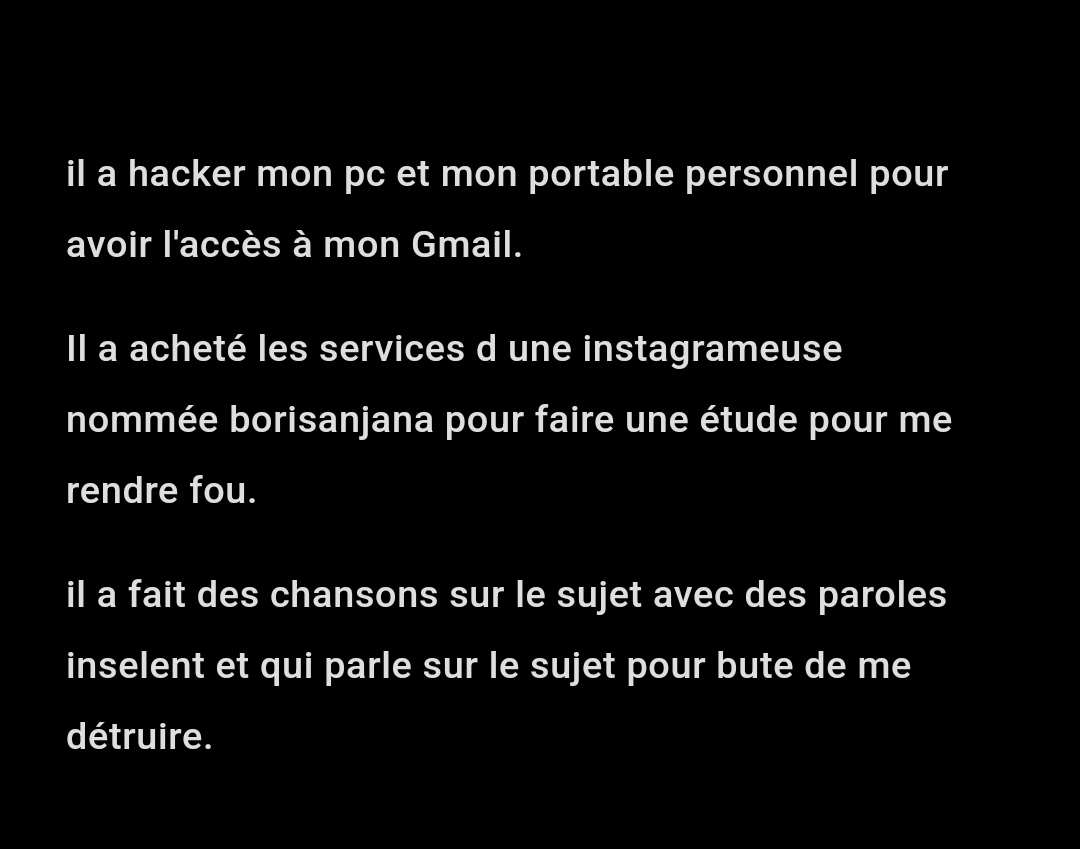 il a hacker mon pc et mon portable personnel pour
avoir l'accès à mon Gmail.
Il a acheté les services d une instagrameuse
nommée borisanjana pour faire une étude pour me
rendre fou.
il a fait des chansons sur le sujet avec des paroles
inselent et qui parle sur le sujet pour bute de me
détruire.